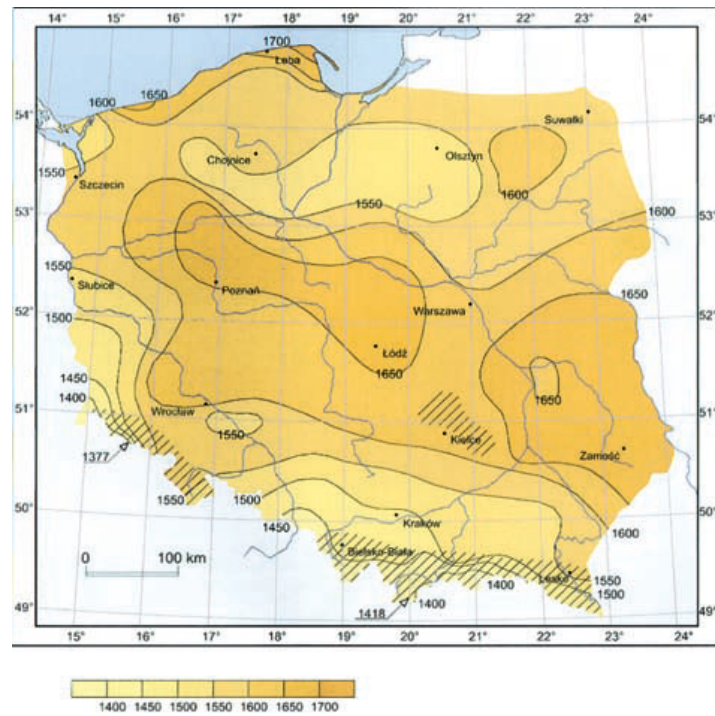 14° 15° 16° 17° 18° 19° 20° 21° 22° 23° 24°
1700
Łeba
1650
1600
54°
54°
Suwałki
Chojnice
Olsztyn
1550
Szczecin
1550
1600
53°
1600
53°
1550
1650
Słubice
Poznań
52°
Warszawa
52°
1500
Łódź
1650
1450
1400
1650
51°
Wrocław
51°
1550
Kielce
Zamość
1377
1550
1500
50°
50°
1450
Kraków
1600
0 100 km
Bielsko-Biała
1400
Lesko
1550
1500
49°
1418
1400
49°
15° 16° 17° 18° 19° 20° 21° 22° 23° 24°
1400 1450 1500 1550 1600 1650 1700